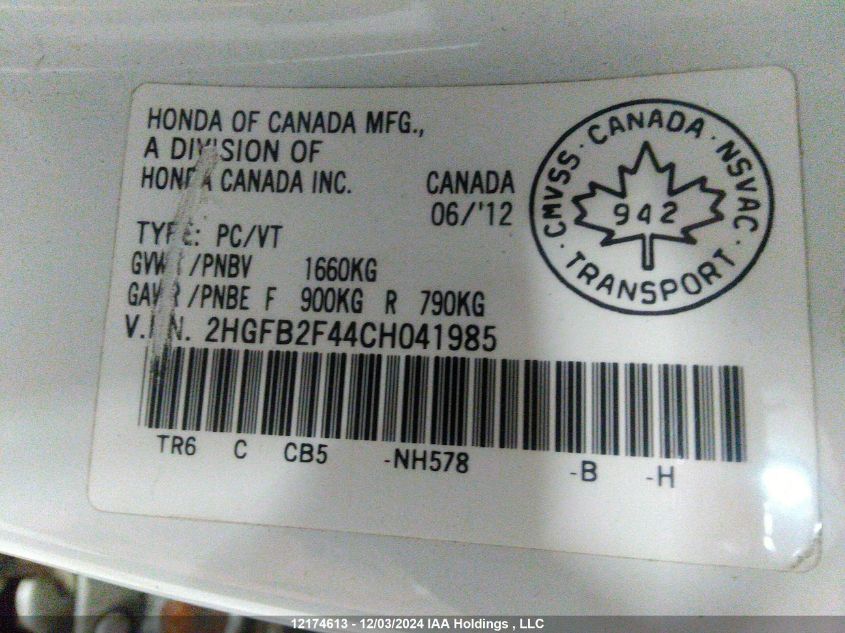 HONDA OF CANADA MFG.,
A DIVISION OF
HONDA CANADA INC. CANADA
06/'12
TYPE: PC/VT
GVWR/PNBV 1660KG
GAWR/PNBE F 900KG R 790KG
V.I.N. 2HGFB2F44CH041985
TR6 C CB5 -NH578 -B -H
CMVSS · CANADA · NSVAC
942
· TRANSPORT ·
12174613 - 12/03/2024 IAA Holdings , LLC